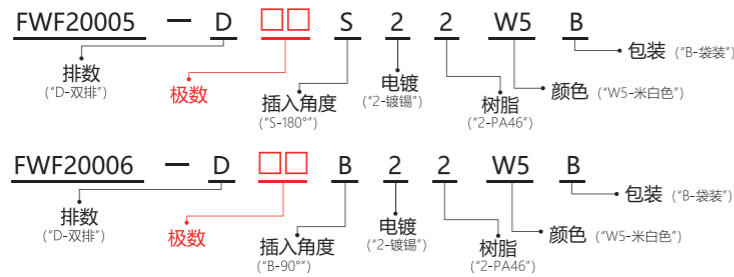 FWF20005 — D □□ S 2 2 W5 B
包装 ("B-袋装")
排数 电镀 颜色 ("W5-米白色")
("D-双排") 极数 ("2-镀锡")
插入角度 树脂
("S-180°") ("2-PA46")
FWF20006 — D □□ B 2 2 W5 B
包装 ("B-袋装")
排数 电镀 颜色 ("W5-米白色")
("D-双排") 极数 ("2-镀锡")
插入角度 树脂
("B-90°") ("2-PA46")